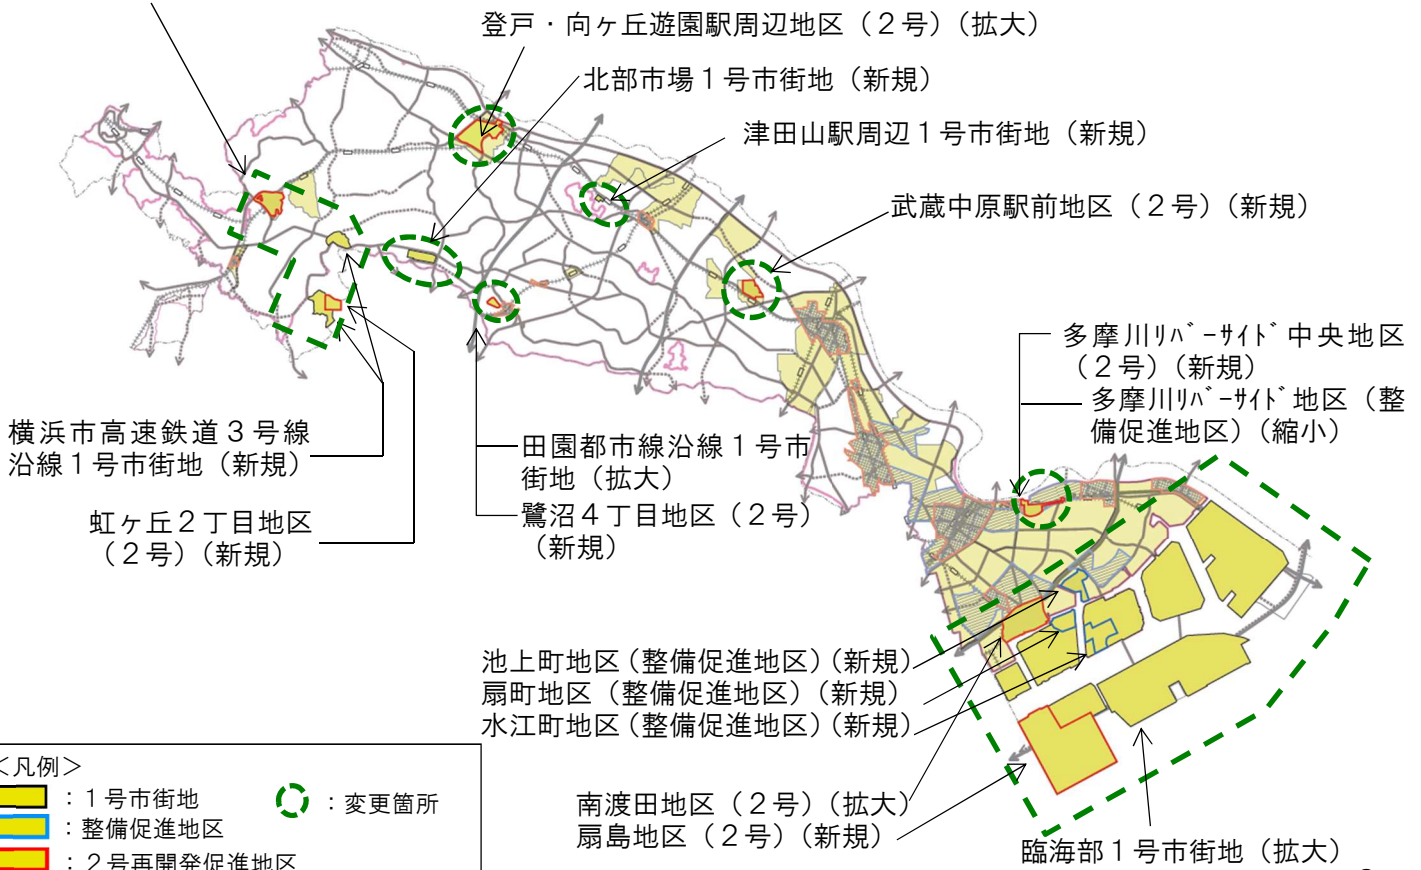 登戸・向ヶ丘遊園駅周辺地区（２号）（拡大）
北部市場１号市街地（新規）
津田山駅周辺１号市街地（新規）
武蔵中原駅前地区（２号）（新規）
多摩川ﾘﾊﾞｰｻｲﾄﾞ中央地区
（２号）（新規）
多摩川ﾘﾊﾞｰｻｲﾄﾞ地区（整
備促進地区）（縮小）
横浜市高速鉄道３号線
沿線１号市街地（新規）
虹ヶ丘２丁目地区
（２号）（新規）
田園都市線沿線１号市
街地（拡大）
鷺沼４丁目地区（２号）
（新規）
池上町地区（整備促進地区）（新規）
扇町地区（整備促進地区）（新規）
水江町地区（整備促進地区）（新規）
南渡田地区（２号）（拡大）
扇島地区（２号）（新規）
臨海部１号市街地（拡大）
＜凡例＞
：１号市街地
：変更箇所
：整備促進地区
：２号再開発促進地区